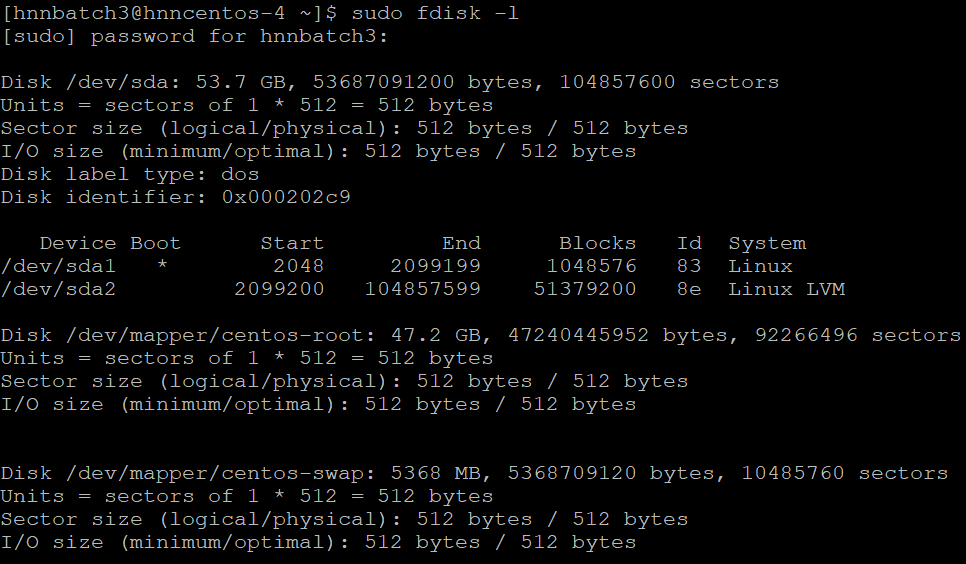 [hnnbatch3@hnncentos-4 ~]$ sudo fdisk -l
[sudo] password for hnnbatch3:
Disk /dev/sda: 53.7 GB, 53687091200 bytes, 104857600 sectors
Units = sectors of 1 * 512 = 512 bytes
Sector size (logical/physical): 512 bytes / 512 bytes
I/O size (minimum/optimal): 512 bytes / 512 bytes
Disk label type: dos
Disk identifier: 0x000202c9
Device Boot Start End Blocks Id System
/dev/sda1 * 2048 2099199 1048576 83 Linux
/dev/sda2 2099200 104857599 51379200 8e Linux LVM
Disk /dev/mapper/centos-root: 47.2 GB, 47240445952 bytes, 92266496 sectors
Units = sectors of 1 * 512 = 512 bytes
Sector size (logical/physical): 512 bytes / 512 bytes
I/O size (minimum/optimal): 512 bytes / 512 bytes
Disk /dev/mapper/centos-swap: 5368 MB, 5368709120 bytes, 10485760 sectors
Units = sectors of 1 * 512 = 512 bytes
Sector size (logical/physical): 512 bytes / 512 bytes
I/O size (minimum/optimal): 512 bytes / 512 bytes